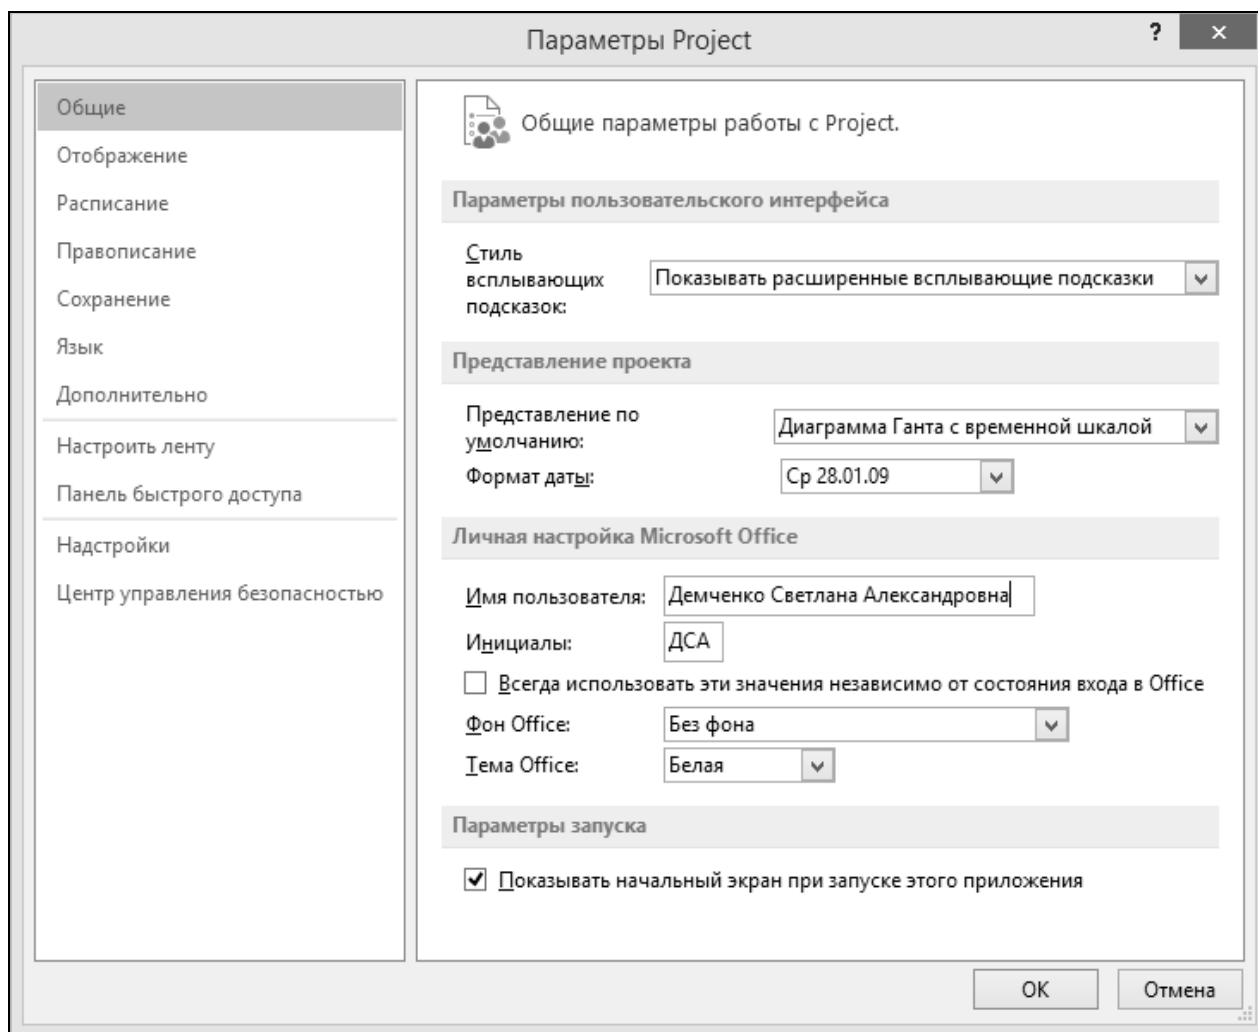 Параметры Project
?
Общие
Отображение
Расписание
Правописание
Сохранение
Язык
Дополнительно
Настроить ленту
Панель быстрого доступа
Надстройки
Центр управления безопасностью
Общие параметры работы с Project.
Параметры пользовательского интерфейса
Стиль
всплывающих
подсказок:
Показывать расширенные всплывающие подсказки
Представление проекта
Представление по
умолчанию:
Диаграмма Ганта с временной шкалой
Формат даты: Ср 28.01.09
Личная настройка Microsoft Office
Имя пользователя: Демченко Светлана Александровна
Инициалы: ДСА
Всегда использовать эти значения независимо от состояния входа в Office
Фон Office: Без фона
Тема Office: Белая
Параметры запуска
Показывать начальный экран при запуске этого приложения
ОК Отмена